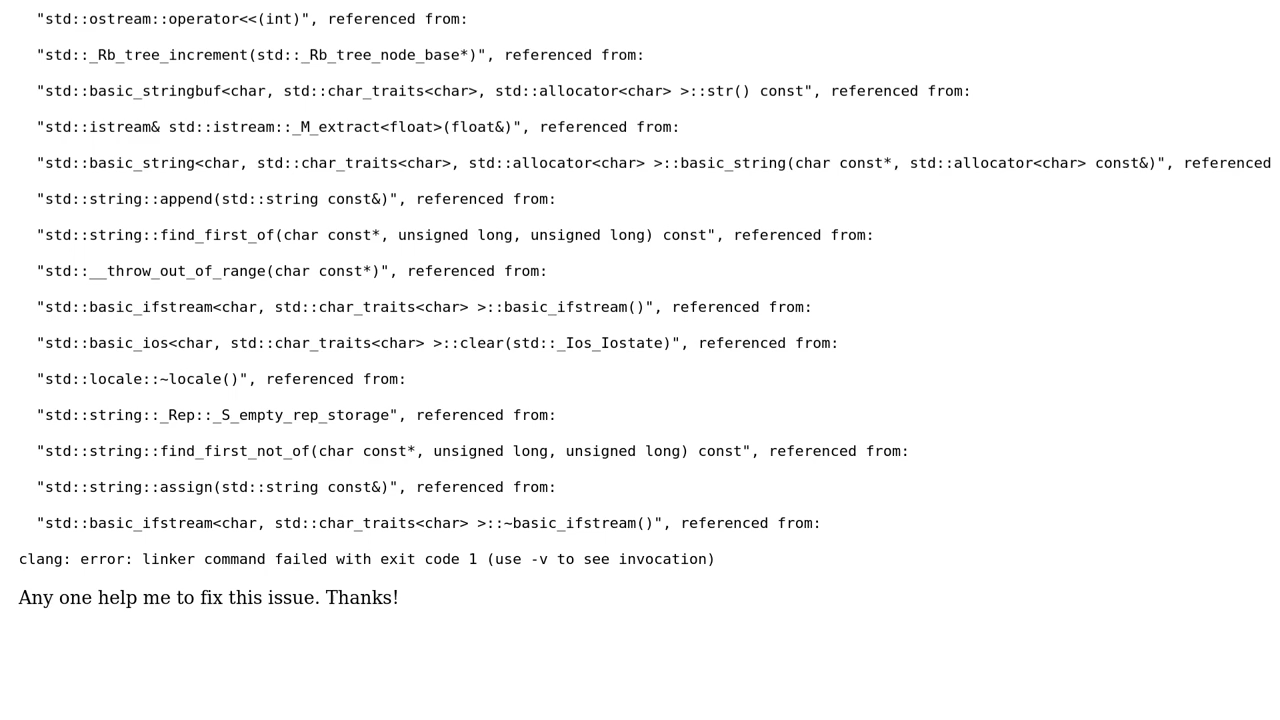 "std::ostream::operator<<(int)", referenced from:
"std::_Rb_tree_increment(std::_Rb_tree_node_base*)", referenced from:
"std::basic_stringbuf<char, std::char_traits<char>, std::allocator<char> >::str() const", referenced from:
"std::istream& std::istream::_M_extract<float>(float&)", referenced from:
"std::basic_string<char, std::char_traits<char>, std::allocator<char> >::basic_string(char const*, std::allocator<char> const&)", referenced
"std::string::append(std::string const&)", referenced from:
"std::string::find_first_of(char const*, unsigned long, unsigned long) const", referenced from:
"std::__throw_out_of_range(char const*)", referenced from:
"std::basic_ifstream<char, std::char_traits<char> >::basic_ifstream()", referenced from:
"std::basic_ios<char, std::char_traits<char> >::clear(std::_Ios_Iostate)", referenced from:
"std::locale::~locale()", referenced from:
"std::string::_Rep::_S_empty_rep_storage", referenced from:
"std::string::find_first_not_of(char const*, unsigned long, unsigned long) const", referenced from:
"std::string::assign(std::string const&)", referenced from:
"std::basic_ifstream<char, std::char_traits<char> >::~basic_ifstream()", referenced from:
clang: error: linker command failed with exit code 1 (use -v to see invocation)
Any one help me to fix this issue. Thanks!